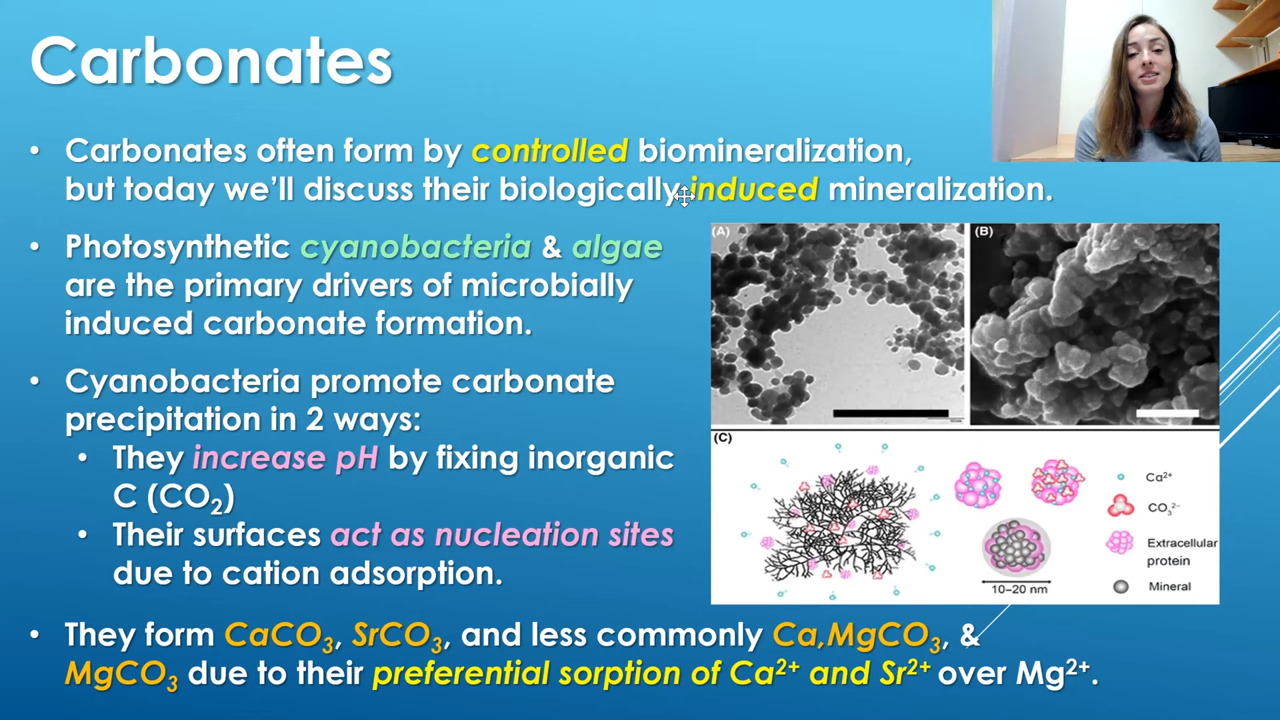 Carbonates
• Carbonates often form by controlled biomineralization,
but today we’ll discuss their biologically induced mineralization.
• Photosynthetic cyanobacteria & algae
are the primary drivers of microbially
induced carbonate formation.
• Cyanobacteria promote carbonate
precipitation in 2 ways:
• They increase pH by fixing inorganic
C (CO₂)
• Their surfaces act as nucleation sites
due to cation adsorption.
• They form CaCO₃, SrCO₃, and less commonly Ca,MgCO₃, &
MgCO₃ due to their preferential sorption of Ca²⁺ and Sr²⁺ over Mg²⁺.
(A)
(B)
(C)
Ca²⁺
CO₃²⁻
Extracellular
protein
Mineral
10–20 nm